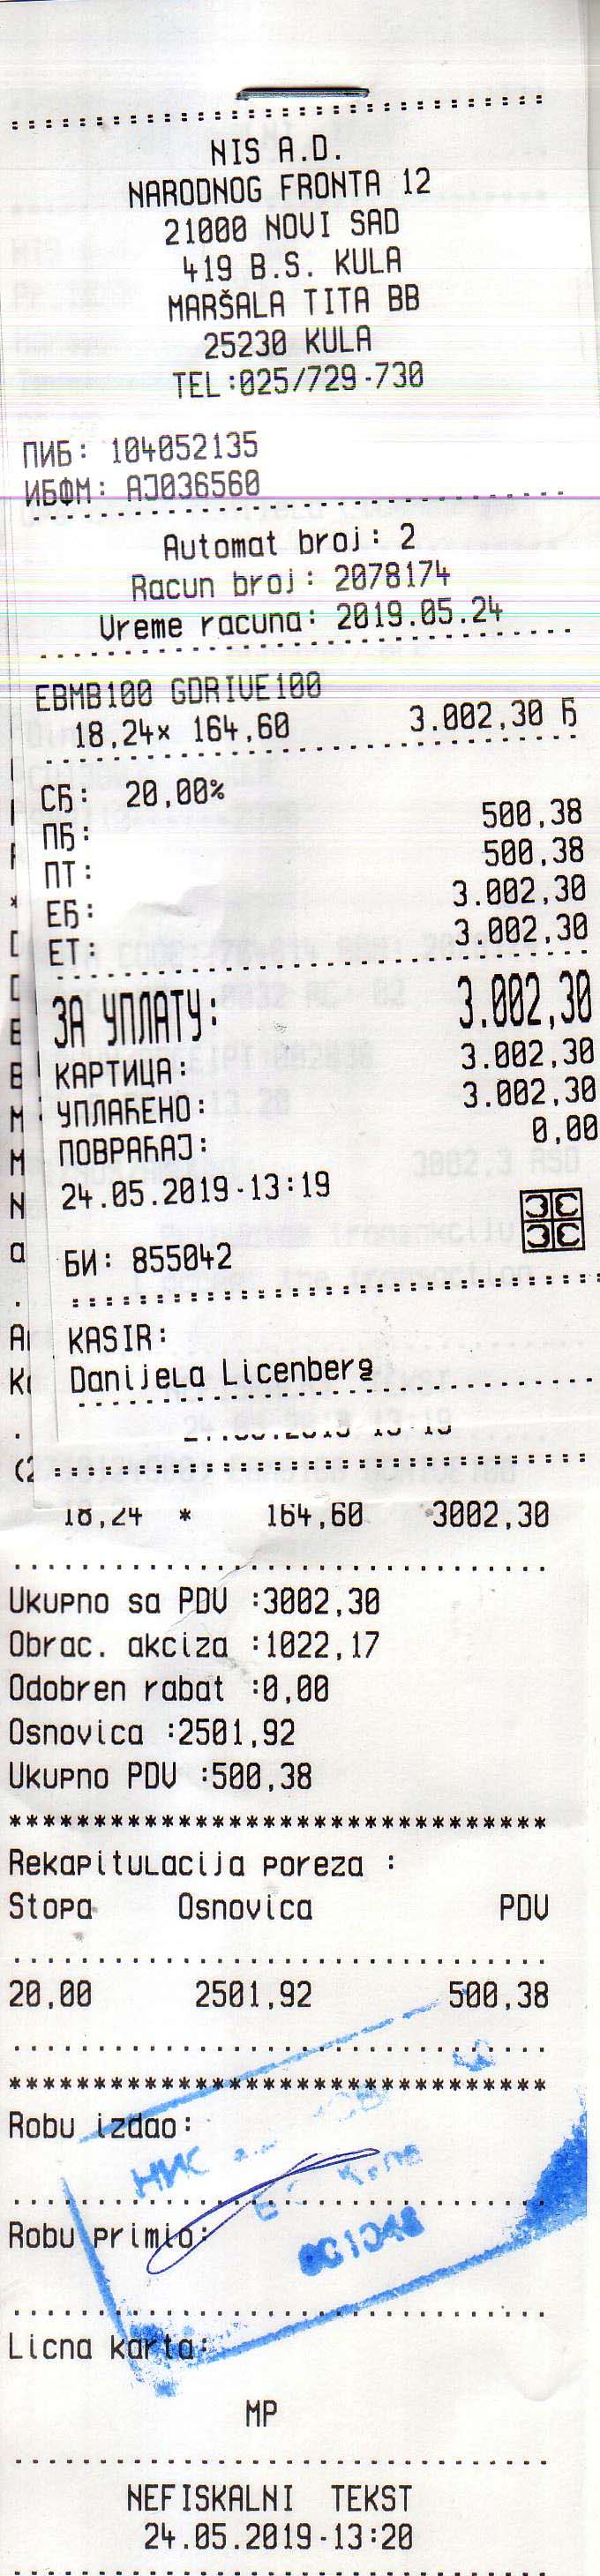 NIS A.D.
NARODNOG FRONTA 12
21000 NOVI SAD
419 B.S. KULA
MARŠALA TITA BB
25230 KULA
TEL:025/729-730
ПИБ: 104052135
ИБФМ: AJ036560
Automat broj: 2
Racun broj: 2078174
Vreme racuna: 2019.05.24
EBMB100 GDRIVE100
18,24x 164,60 3.002,30 Ђ
СЂ: 20,00%
ПЂ: 500,38
ПТ: 500,38
ЕЂ: 3.002,30
ЕТ: 3.002,30
ЗА УПЛАТУ: 3.002,30
КАРТИЦА: 3.002,30
УПЛАЋЕНО: 3.002,30
ПОВРАЋАЈ: 0,00
24.05.2019-13:19
БИ: 855042
KASIR:
Danijela Licenberg
18,24 * 164,60 3002,30
Ukupno sa PDV :3002,30
Obrac. akciza :1022,17
Odobren rabat :0,00
Osnovica :2501,92
Ukupno PDV :500,38
********************************
Rekapitulacija poreza :
Stopa Osnovica PDV
20,00 2501,92 500,38
********************************
Robu izdao:
НИС
Robu primio:
001048
Licna karta:
MP
NEFISKALNI TEKST
24.05.2019-13:20